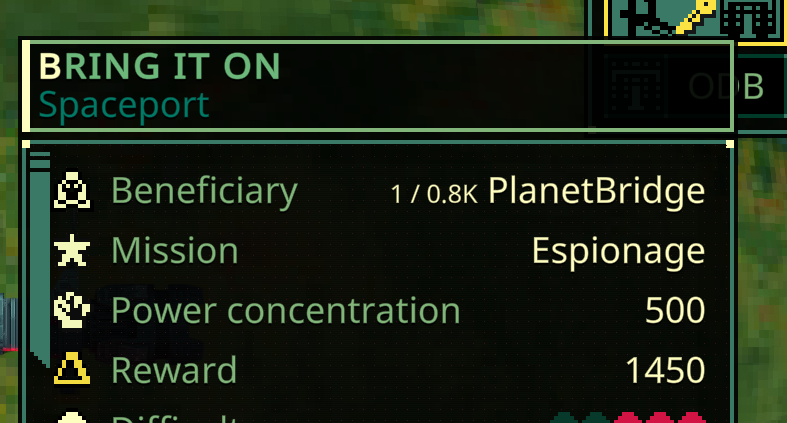 BRING IT ON
Spaceport
ODB
Beneficiary 1 / 0.8K PlanetBridge
Mission Espionage
Power concentration 500
Reward 1450